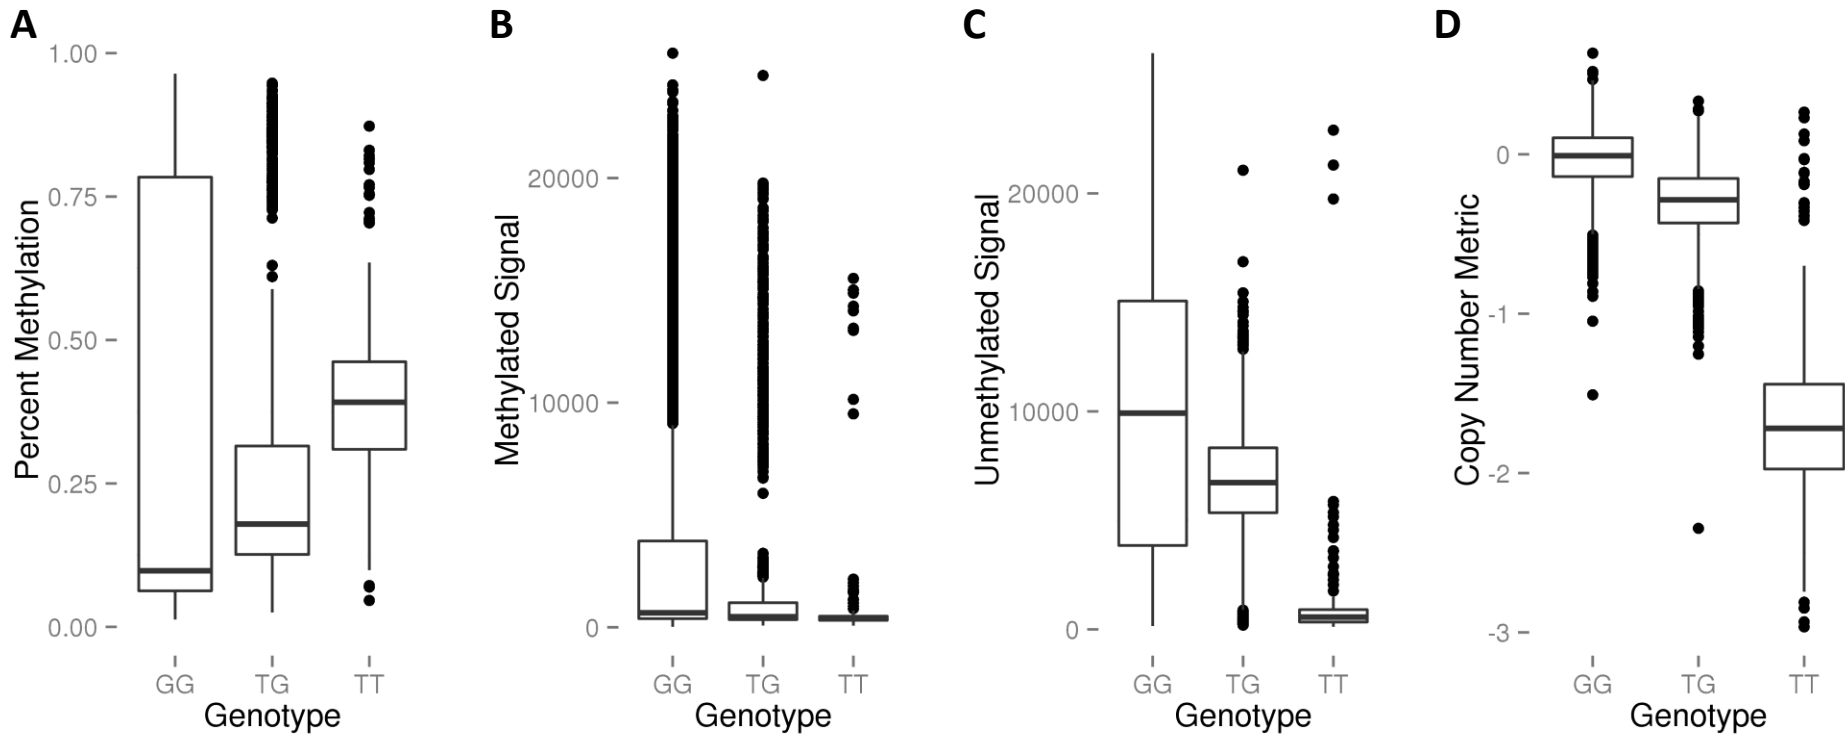 A
Percent Methylation
1.00
0.75
0.50
0.25
0.00
GG TG TT
Genotype
B
Methylated Signal
20000
10000
0
GG TG TT
Genotype
C
Unmethylated Signal
20000
10000
0
GG TG TT
Genotype
D
Copy Number Metric
0
-1
-2
-3
GG TG TT
Genotype